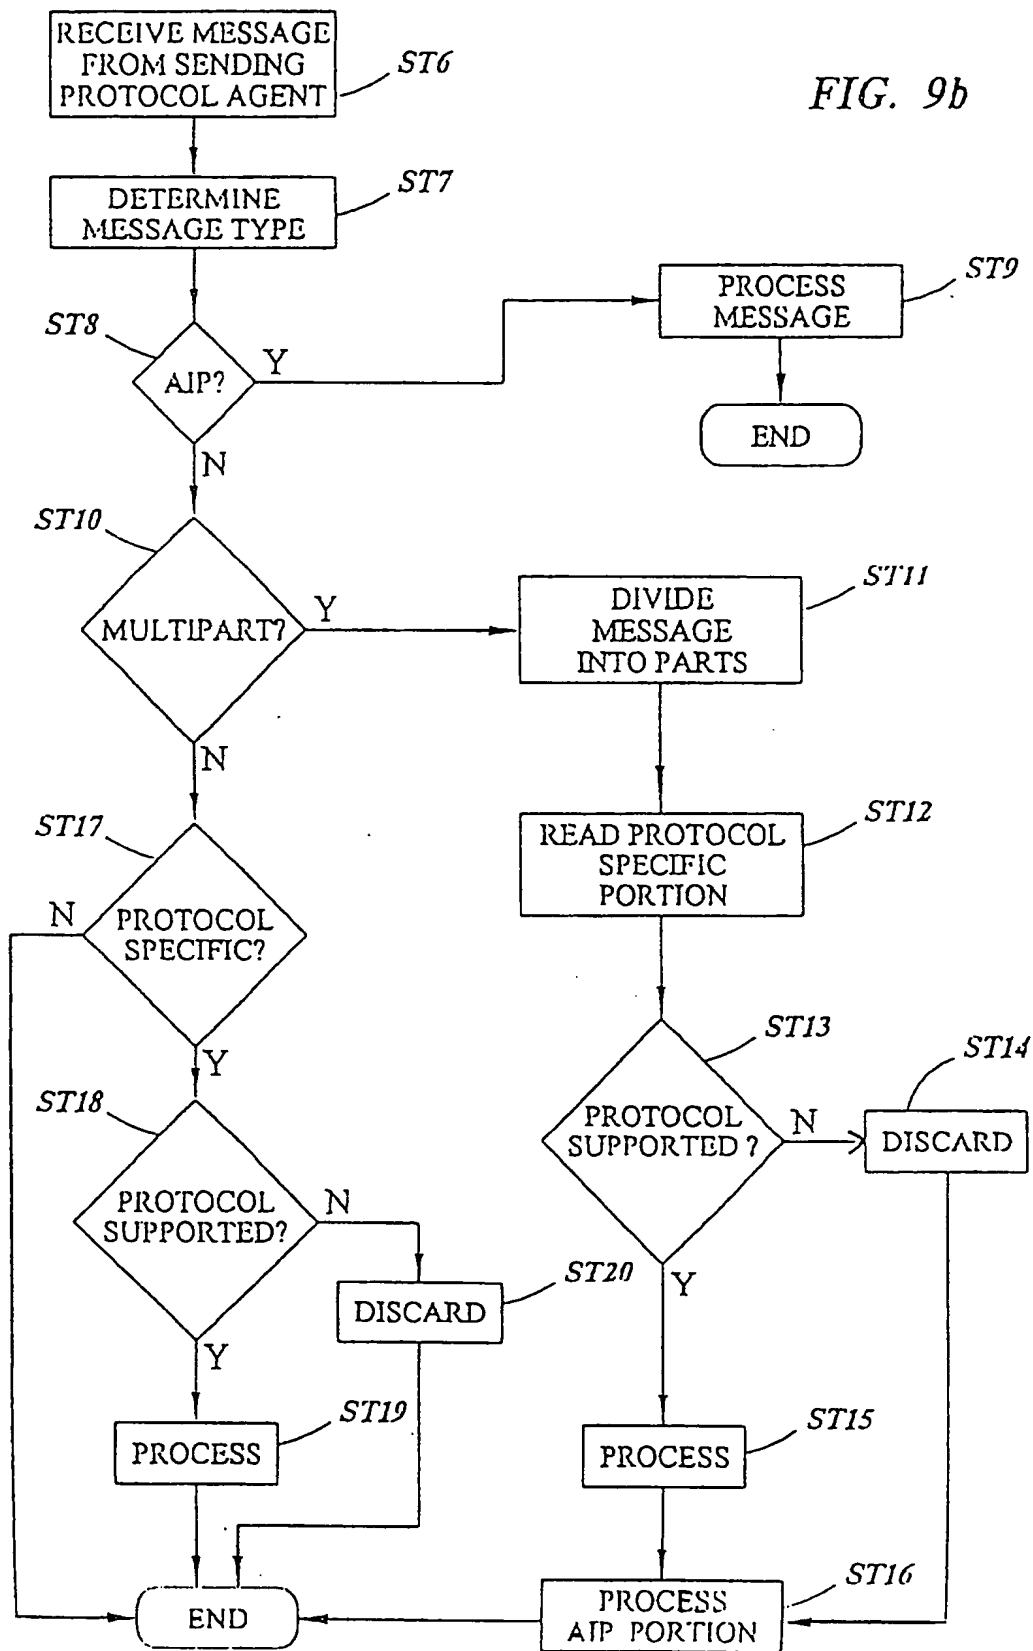 RECEIVE MESSAGE
FROM SENDING
PROTOCOL AGENT
ST6
FIG. 9b
DETERMINE
MESSAGE TYPE
ST7
PROCESS
MESSAGE
ST9
ST8
AIP?
Y
END
N
ST10
MULTIPART?
Y
DIVIDE
MESSAGE
INTO PARTS
ST11
N
ST17
READ PROTOCOL
SPECIFIC
PORTION
ST12
N
PROTOCOL
SPECIFIC?
Y
ST13
ST14
ST18
PROTOCOL
SUPPORTED ?
N
DISCARD
PROTOCOL
SUPPORTED?
N
Y
ST20
DISCARD
Y
ST19
PROCESS
ST15
PROCESS
ST16
PROCESS
AIP PORTION
END